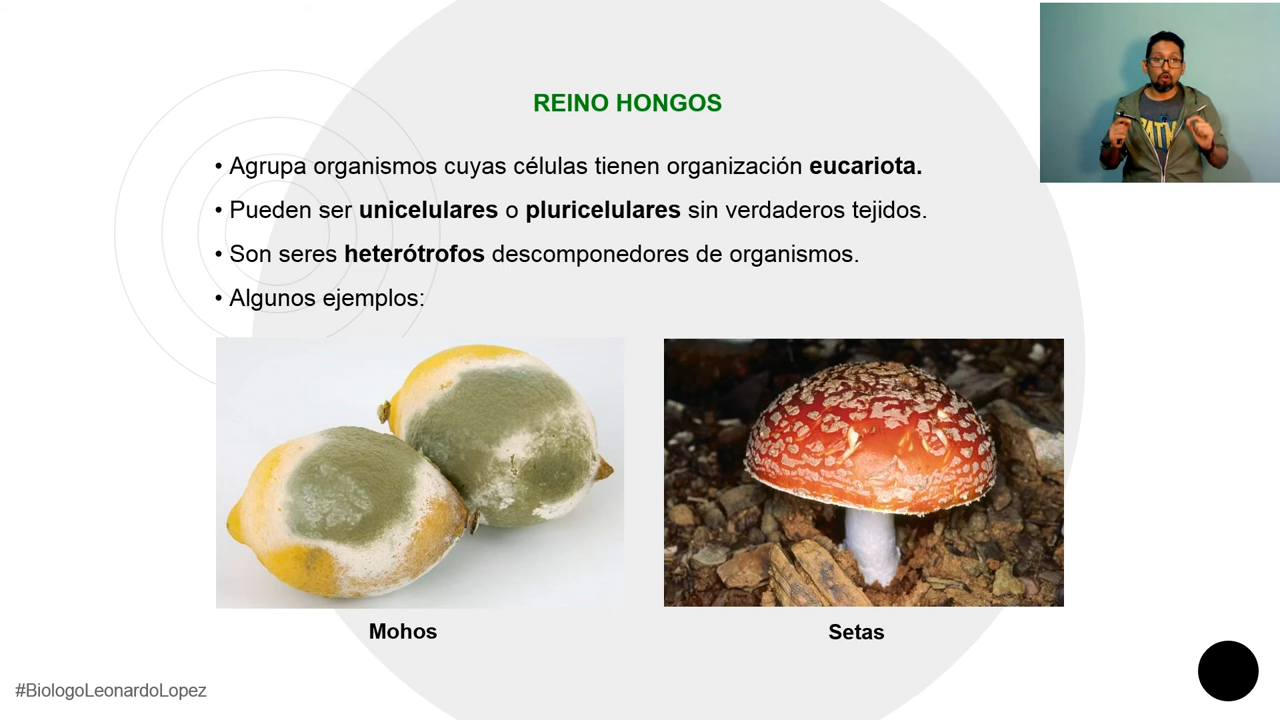 REINO HONGOS
• Agrupa organismos cuyas células tienen organización eucariota.
• Pueden ser unicelulares o pluricelulares sin verdaderos tejidos.
• Son seres heterótrofos descomponedores de organismos.
• Algunos ejemplos:
Mohos
Setas
#BiologoLeonardoLopez